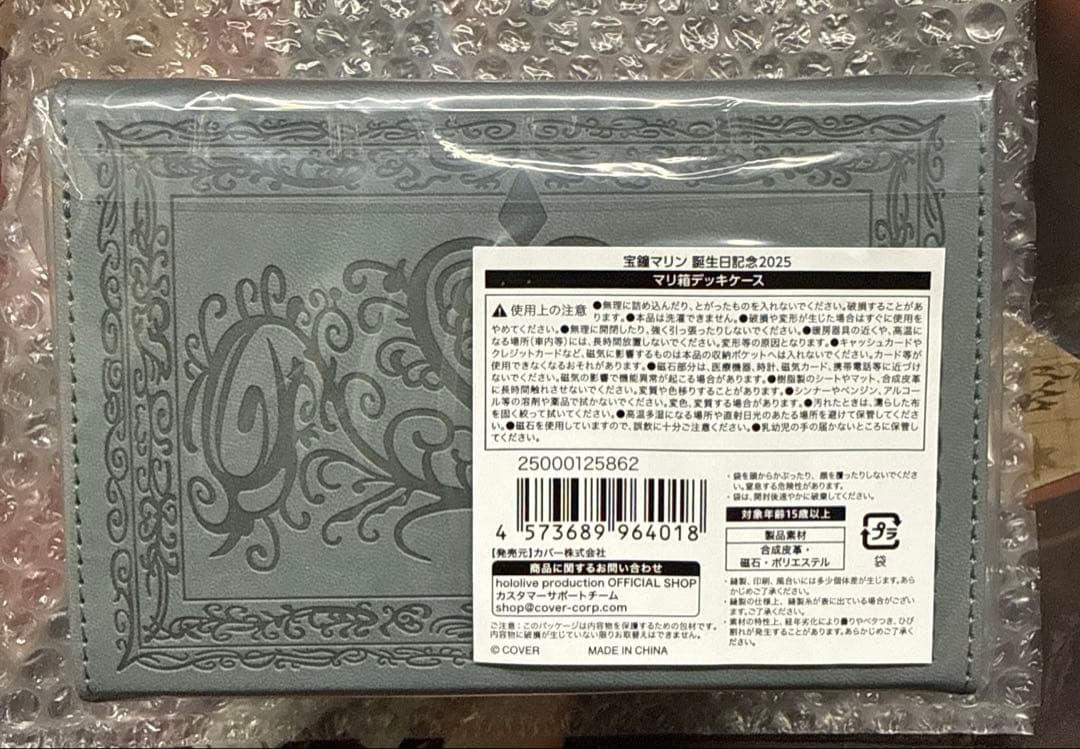 宝鐘マリン 誕生日記念2025
マリ箱デッキケース
使用上の注意 ●無理に詰め込んだり、とがったものを入れないでください。破損することがあ
ります。●本品は洗濯できません。●破損や変形が生じた場合はすぐに使用を
やめてください。●無理に開閉したり、強く引っ張ったりしないでください。●暖房器具の近くや、高温に
なる場所(車内等)には、長時間放置しないでください。変形等の原因となります。●キャッシュカードや
クレジットカードなど、磁気に影響するものは本品の収納ポケットへは入れないでください。カード等が
使用できなくなるおそれがあります。●磁石部分は、医療機器、時計、磁気カード、携帯電話等に近づけ
ないでください。磁気の影響で機能異常が起こる場合があります。●樹脂製のシートやマット、合成皮革
に長時間触れさせないでください。変質や色移りすることがあります。●シンナーやベンジン、アルコー
ル等の溶剤や薬品で拭かないでください。変色、変質する場合があります。●汚れたときは、濡らした布
を固く絞って拭いてください。●高温多湿になる場所や直射日光のあたる場所を避けて保管してくださ
い。●磁石を使用していますので、誤飲に十分ご注意ください。●乳幼児の手の届かないところに保管し
てください。
25000125862
4 573689 964018
【発売元】カバー株式会社
商品に関するお問い合わせ
hololive production OFFICIAL SHOP
カスタマーサポートチーム
shop@cover-corp.com
ご注意：このパッケージは内容物を保護するための包材です。
内容物に破損が生じていない限りお取替えはできません。
© COVER MADE IN CHINA
・袋を頭からかぶったり、顔を覆ったりしないでくださ
い。窒息する危険性があります。
・袋は、開封後速やかに破棄してください。
対象年齢15歳以上
製品素材
合成皮革・
磁石・ポリエステル
プラ
袋
・縫製、印刷、風合いには多少個体差が生じます。あら
かじめご了承ください。
・縫製の仕様上、縫製糸が表に出ている場合がござい
ます。ご了承ください。
・素材の特性上、経年劣化により曇りやベタつき、ひび
割れが発生することがあります。あらかじめご了承く
ださい。